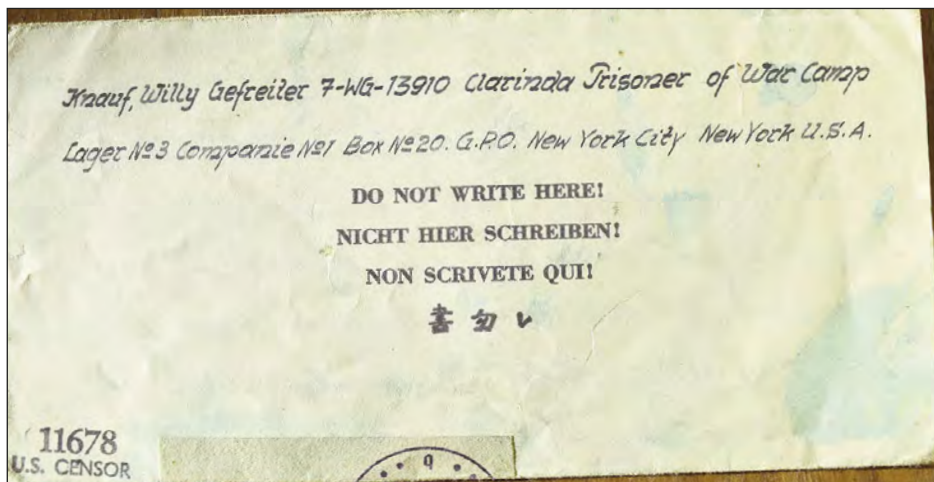 Knauf, Willy Gefreiter 7-WG-13910 Clarinda Prisoner of War Camp
Lager № 3 Companie № 1 Box № 20. G.P.O. New York City New York U.S.A.
DO NOT WRITE HERE!
NICHT HIER SCHREIBEN!
NON SCRIVETE QUI!
書勿レ
11678
U.S. CENSOR